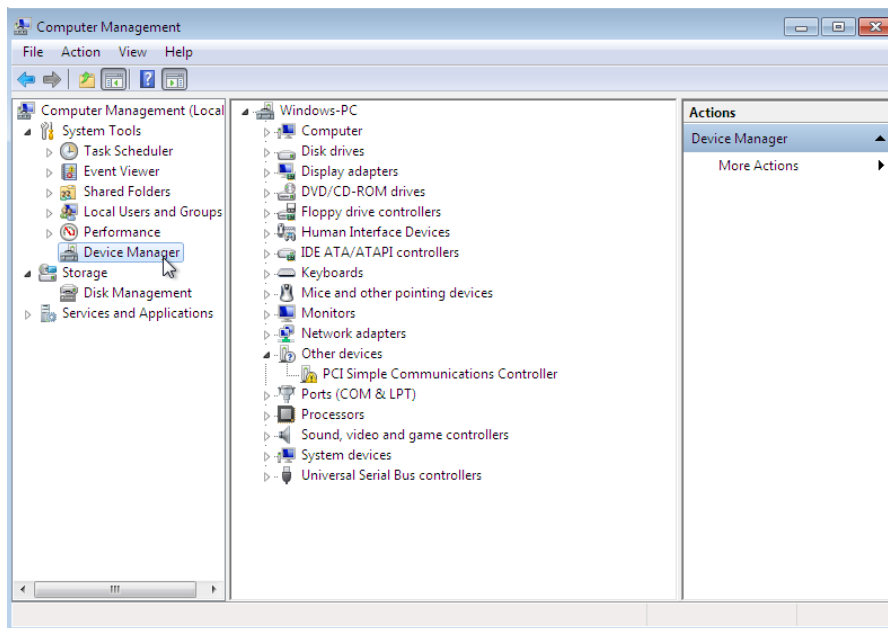 Computer Management
File Action View Help
Computer Management (Local
System Tools
Task Scheduler
Event Viewer
Shared Folders
Local Users and Groups
Performance
Device Manager
Storage
Disk Management
Services and Applications
Windows-PC
Computer
Disk drives
Display adapters
DVD/CD-ROM drives
Floppy drive controllers
Human Interface Devices
IDE ATA/ATAPI controllers
Keyboards
Mice and other pointing devices
Monitors
Network adapters
Other devices
PCI Simple Communications Controller
Ports (COM & LPT)
Processors
Sound, video and game controllers
System devices
Universal Serial Bus controllers
Actions
Device Manager
More Actions